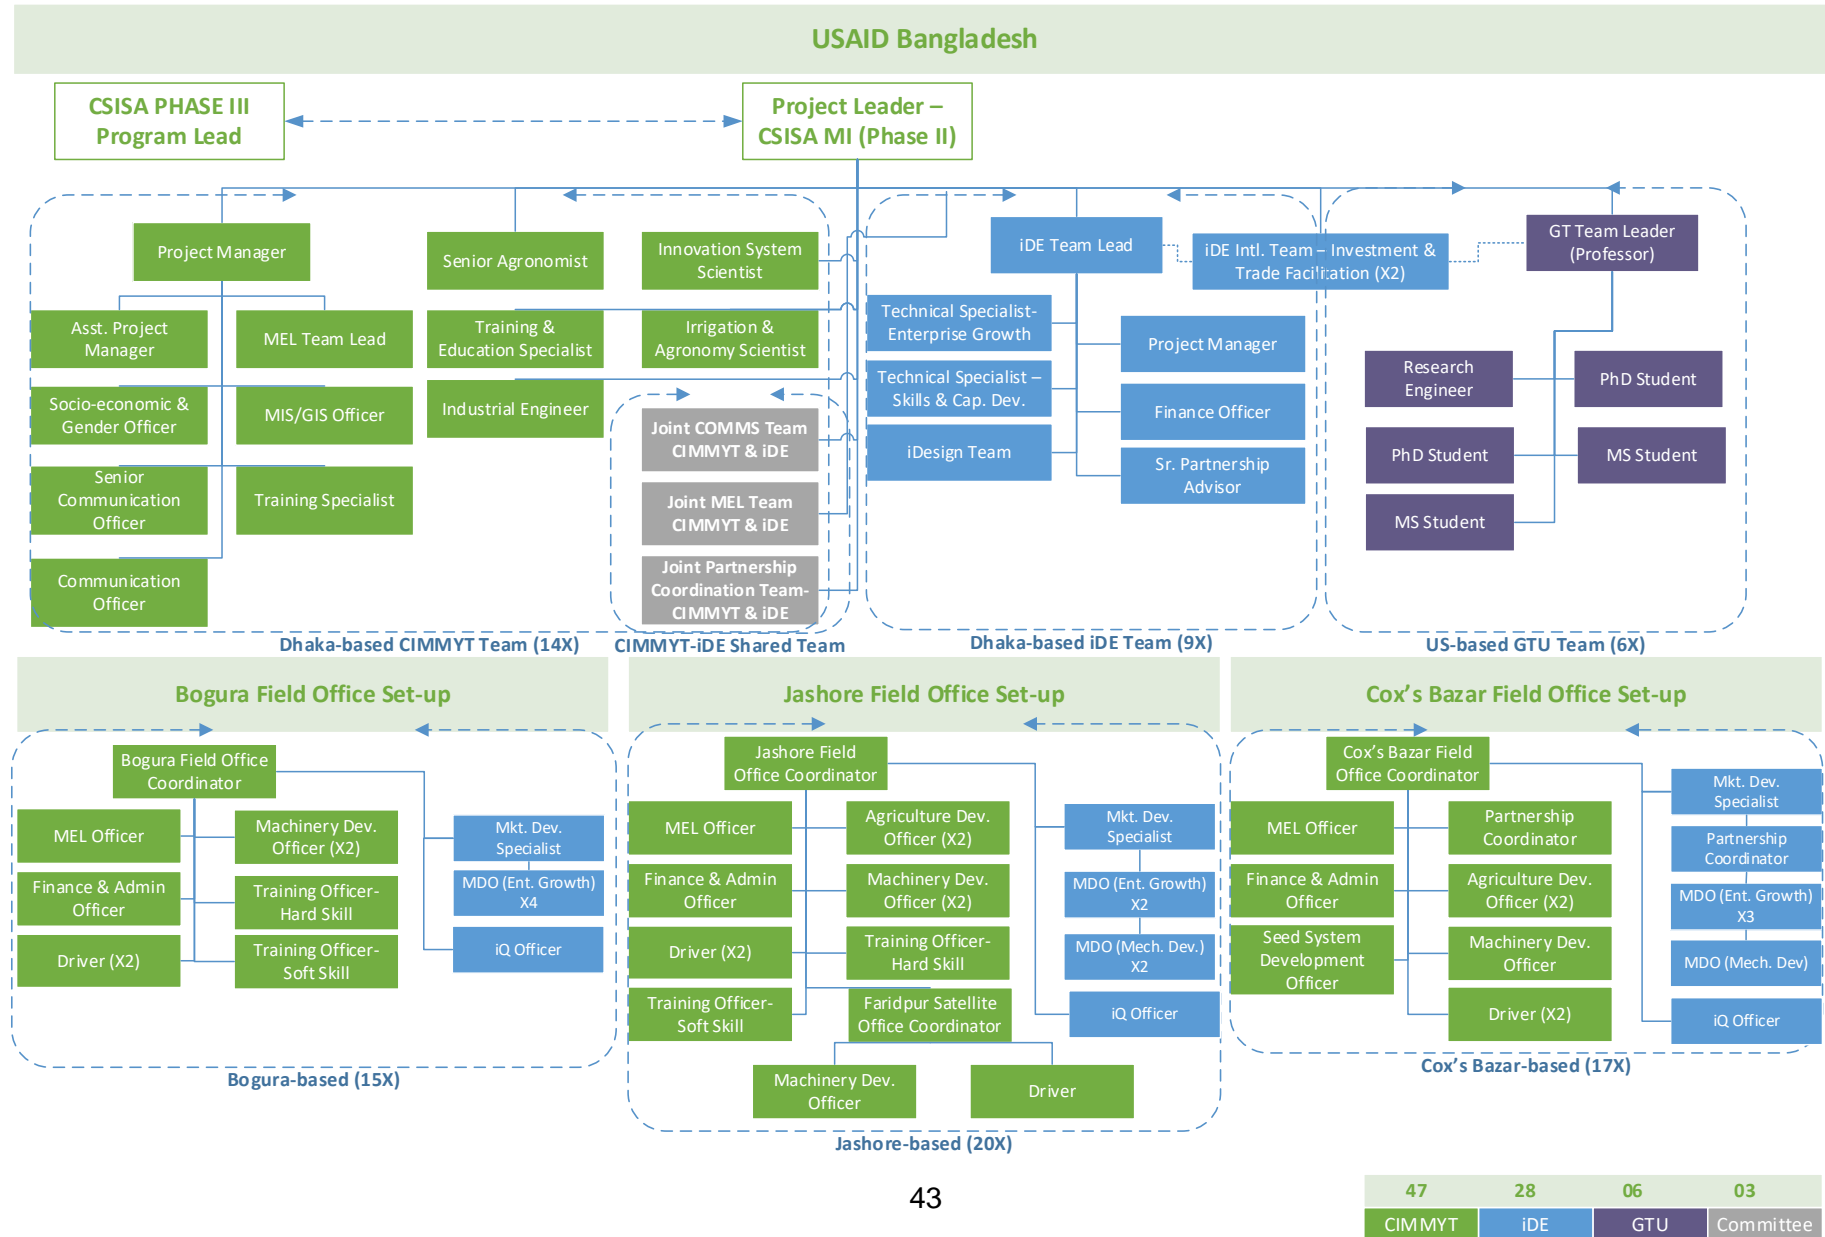 USAID Bangladesh
CSISA PHASE III
Program Lead
Project Leader –
CSISA MI (Phase II)
Project Manager
Asst. Project
Manager
MEL Team Lead
Socio-economic &
Gender Officer
MIS/GIS Officer
Senior
Communication
Officer
Training Specialist
Communication
Officer
Senior Agronomist
Innovation System
Scientist
Training &
Education Specialist
Irrigation &
Agronomy Scientist
Industrial Engineer
Joint COMMS Team
CIMMYT & iDE
Joint MEL Team
CIMMYT & iDE
Joint Partnership
Coordination Team-
CIMMYT & iDE
Dhaka-based CIMMYT Team (14X)
CIMMYT-iDE Shared Team
iDE Team Lead
iDE Intl. Team – Investment &
Trade Facilitation (X2)
Technical Specialist-
Enterprise Growth
Project Manager
Technical Specialist –
Skills & Cap. Dev.
Finance Officer
iDesign Team
Sr. Partnership
Advisor
Dhaka-based iDE Team (9X)
GT Team Leader
(Professor)
Research
Engineer
PhD Student
PhD Student
MS Student
MS Student
US-based GTU Team (6X)
Bogura Field Office Set-up
Bogura Field Office
Coordinator
MEL Officer
Machinery Dev.
Officer (X2)
Finance & Admin
Officer
Training Officer-
Hard Skill
Driver (X2)
Training Officer-
Soft Skill
Mkt. Dev.
Specialist
MDO (Ent. Growth)
X4
iQ Officer
Bogura-based (15X)
Jashore Field Office Set-up
Jashore Field
Office Coordinator
MEL Officer
Agriculture Dev.
Officer (X2)
Finance & Admin
Officer
Machinery Dev.
Officer (X2)
Driver (X2)
Training Officer-
Hard Skill
Training Officer-
Soft Skill
Faridpur Satellite
Office Coordinator
Machinery Dev.
Officer
Driver
Mkt. Dev.
Specialist
MDO (Ent. Growth)
X2
MDO (Mech. Dev.)
X2
iQ Officer
Jashore-based (20X)
Cox's Bazar Field Office Set-up
Cox's Bazar Field
Office Coordinator
MEL Officer
Partnership
Coordinator
Finance & Admin
Officer
Agriculture Dev.
Officer (X2)
Seed System
Development
Officer
Machinery Dev.
Officer
Driver (X2)
Mkt. Dev.
Specialist
Partnership
Coordinator
MDO (Ent. Growth)
X3
MDO (Mech. Dev)
iQ Officer
Cox's Bazar-based (17X)
43
47 28 06 03
CIMMYT iDE GTU Committee